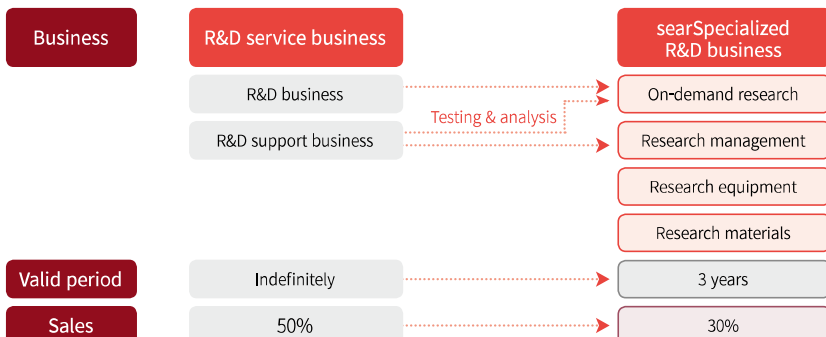 Business
R&D service business
searSpecialized
R&D business
R&D business
On-demand research
Testing & analysis
R&D support business
Research management
Research equipment
Research materials
Valid period
Indefinitely
3 years
Sales
50%
30%